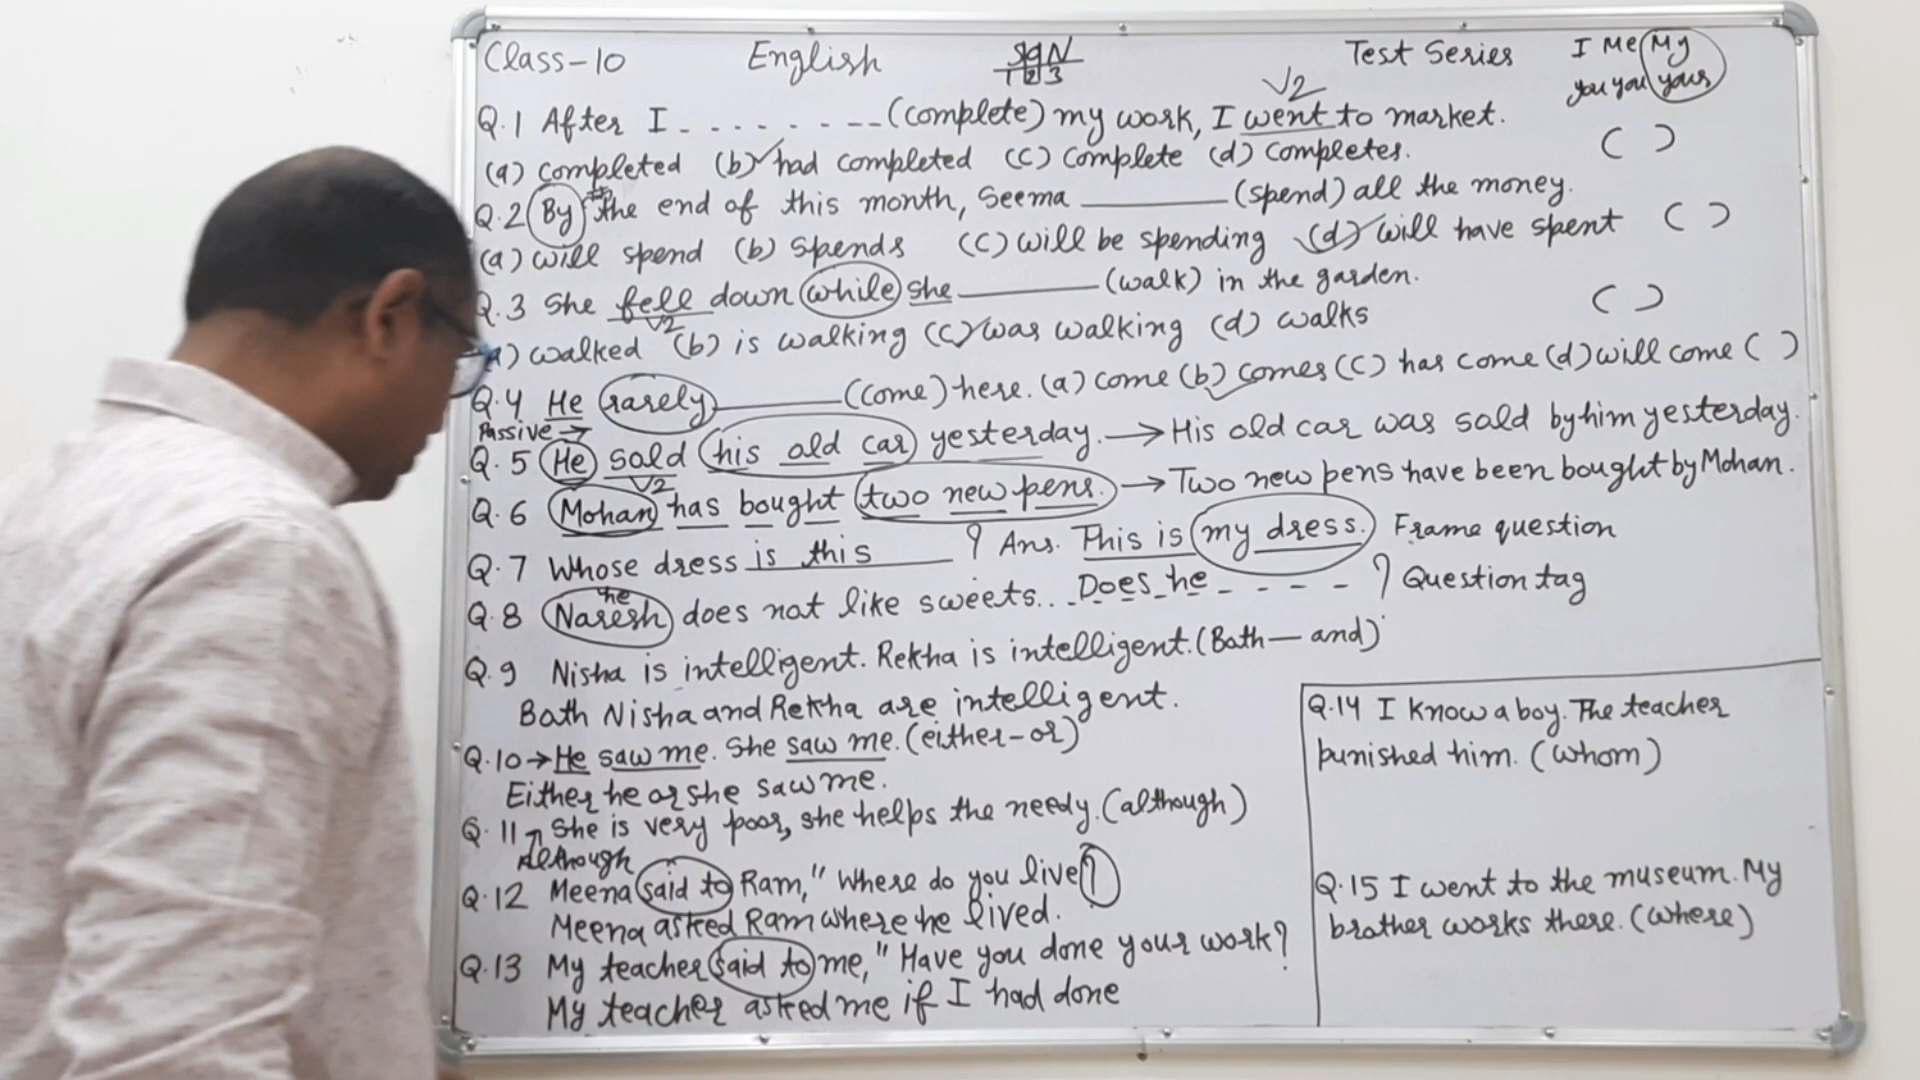 Class-10 English SQN 123 Test Series I Me My
you you yours
V2
Q.1 After I - - - - - - - - (complete) my work, I went to market.
(a) completed (b) had completed (c) complete (d) completes. ( )
Q.2 By the end of this month, Seema ______ (spend) all the money.
(a) will spend (b) spends (c) will be spending (d) will have spent ( )
Q.3 She fell down while she ______ (walk) in the garden.
V2
a) walked (b) is walking (c) was walking (d) walks ( )
Q.4 He rarely ______ (come) here. (a) come (b) comes (c) has come (d) will come ( )
Passive →
Q.5 He sold his old car yesterday. → His old car was sold by him yesterday.
V2
Q.6 Mohan has bought two new pens. → Two new pens have been bought by Mohan.
Q.7 Whose dress is this ______ ? Ans. This is my dress. Frame question
he
Q.8 Naresh does not like sweets. . . Does he - - - - ? Question tag
Q.9 Nisha is intelligent. Rekha is intelligent. (Both — and)
Both Nisha and Rekha are intelligent.
Q.10 → He saw me. She saw me. (either-or)
Either he or she saw me.
Q.11 She is very poor, she helps the needy. (although)
Although
Q.12 Meena said to Ram, " Where do you live?
Meena asked Ram where he lived.
Q.13 My teacher said to me, " Have you done your work?
My teacher asked me if I had done
Q.14 I know a boy. The teacher
punished him. (whom)
Q.15 I went to the museum. My
brother works there. (where)